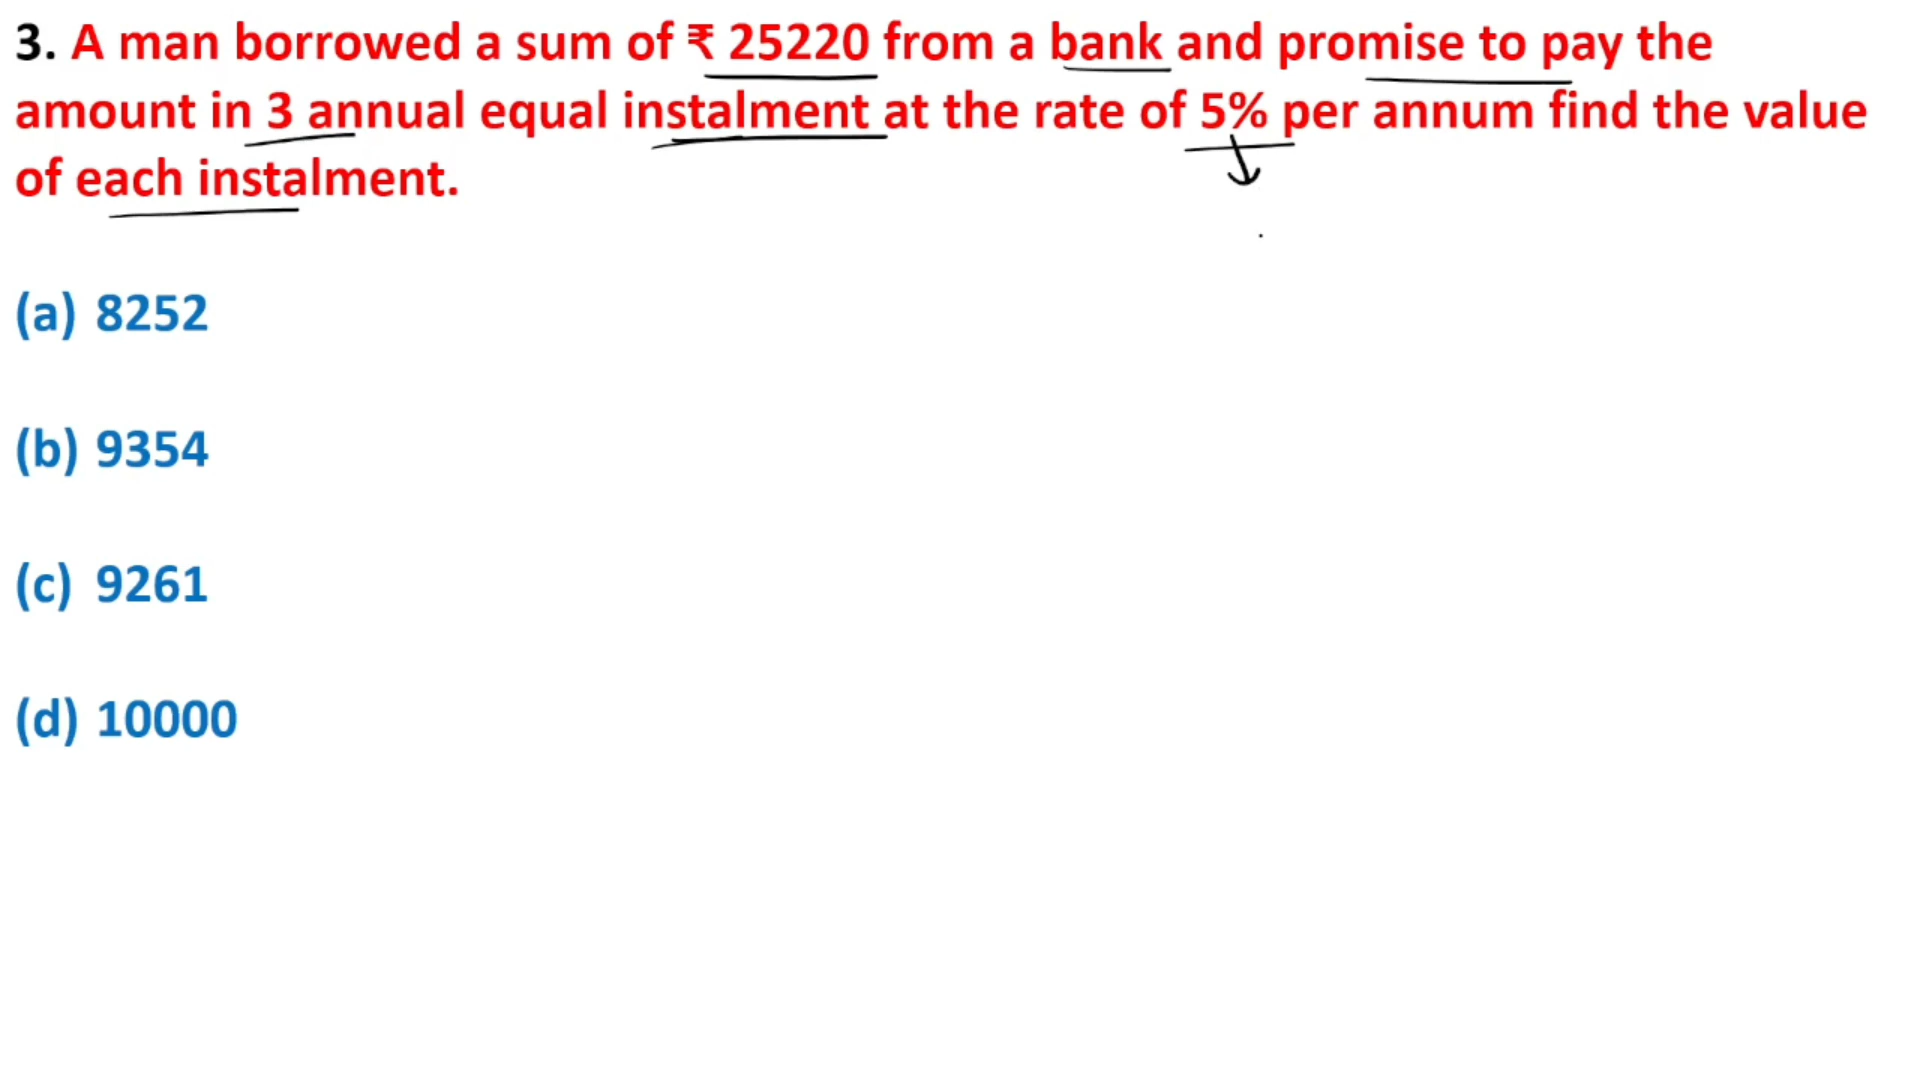 3. A man borrowed a sum of ₹ 25220 from a bank and promise to pay the
amount in 3 annual equal instalment at the rate of 5% per annum find the value
of each instalment.
(a) 8252
(b) 9354
(c) 9261
(d) 10000